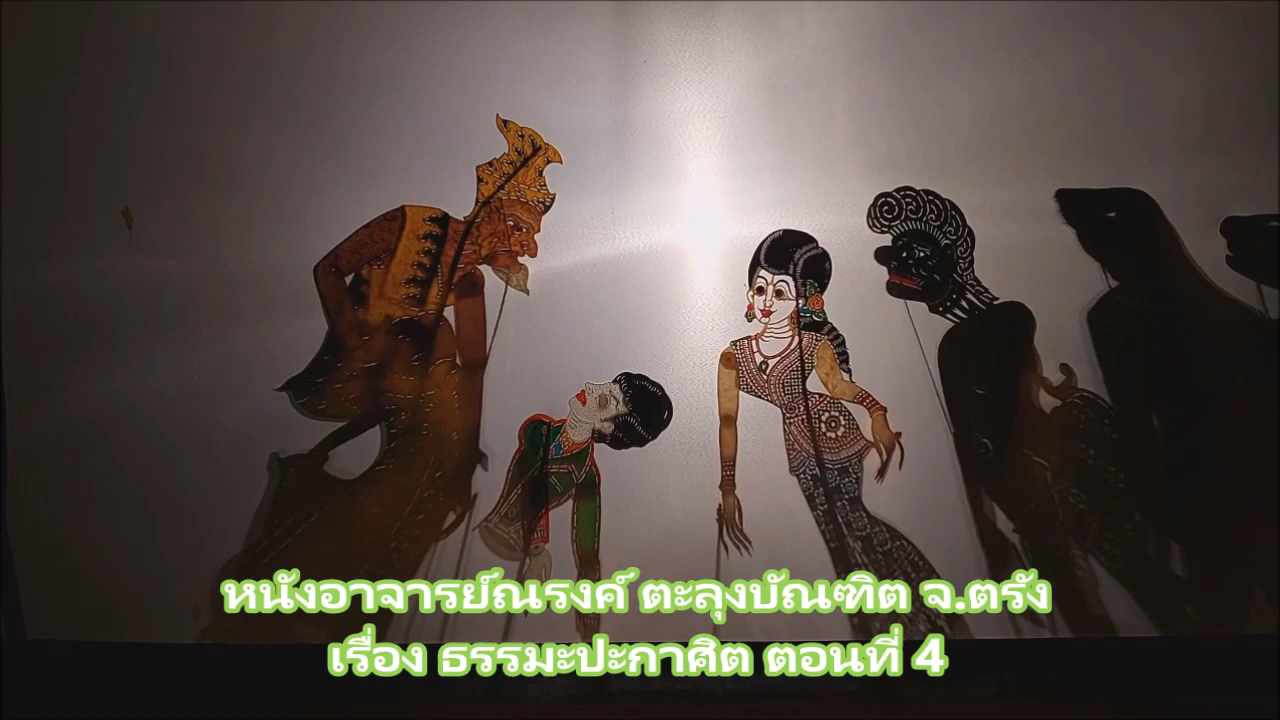 หนังอาจารย์ณรงค์ ตะลุงบัณฑิต จ.ตรัง
เรื่อง ธรรมะปะกาศิต ตอนที่ 4